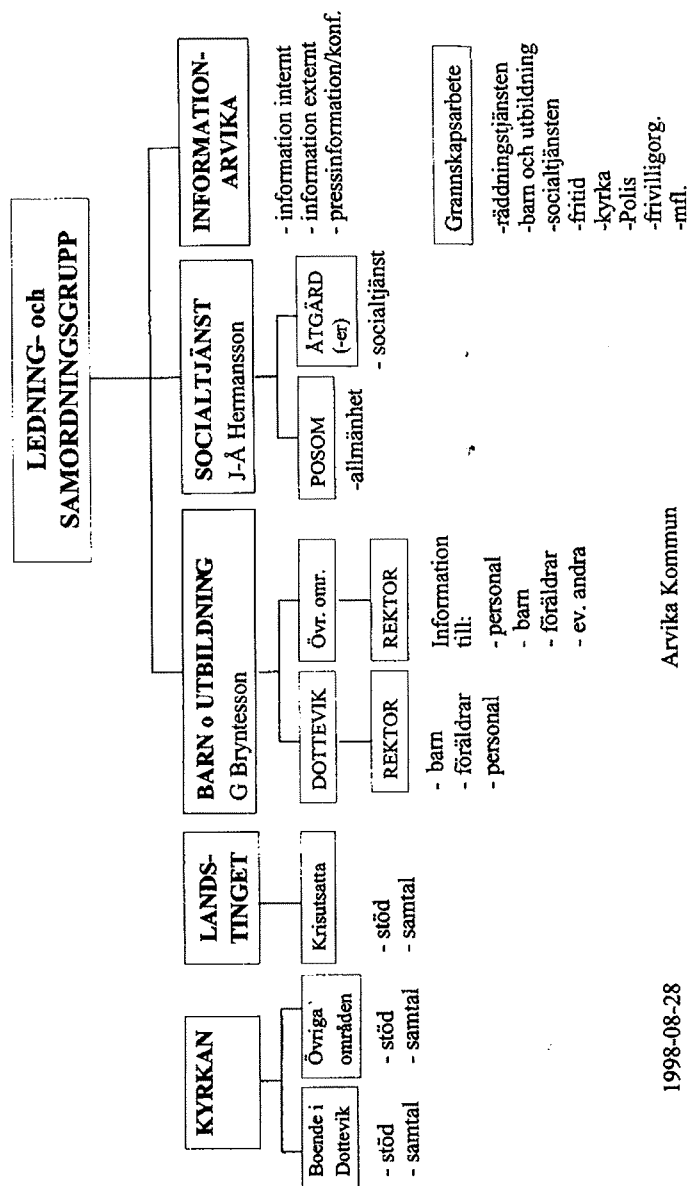 LEDNING- och
SAMORDNINGSGRUPP
KYRKAN
Boende i
Dottevik
- stöd
- samtal
Övriga
områden
- stöd
- samtal
LANDS-
TINGET
Krisutsatta
- stöd
- samtal
BARN o UTBILDNING
G Bryntesson
DOTTEVIK
REKTOR
- barn
- föräldrar
- personal
Övr. omr.
REKTOR
Information
till:
- personal
- barn
- föräldrar
- ev. andra
SOCIALTJÄNST
J-Å Hermansson
POSOM
-allmänhet
ÅTGÄRD
(-er)
- socialtjänst
INFORMATION-
ARVIKA
- information internt
- information externt
- pressinformation/konf.
Grannskapsarbete
-räddningstjänsten
-barn och utbildning
-socialtjänsten
-fritid
-kyrka
-Polis
-frivilligorg.
-mfl.
1998-08-28
Arvika Kommun